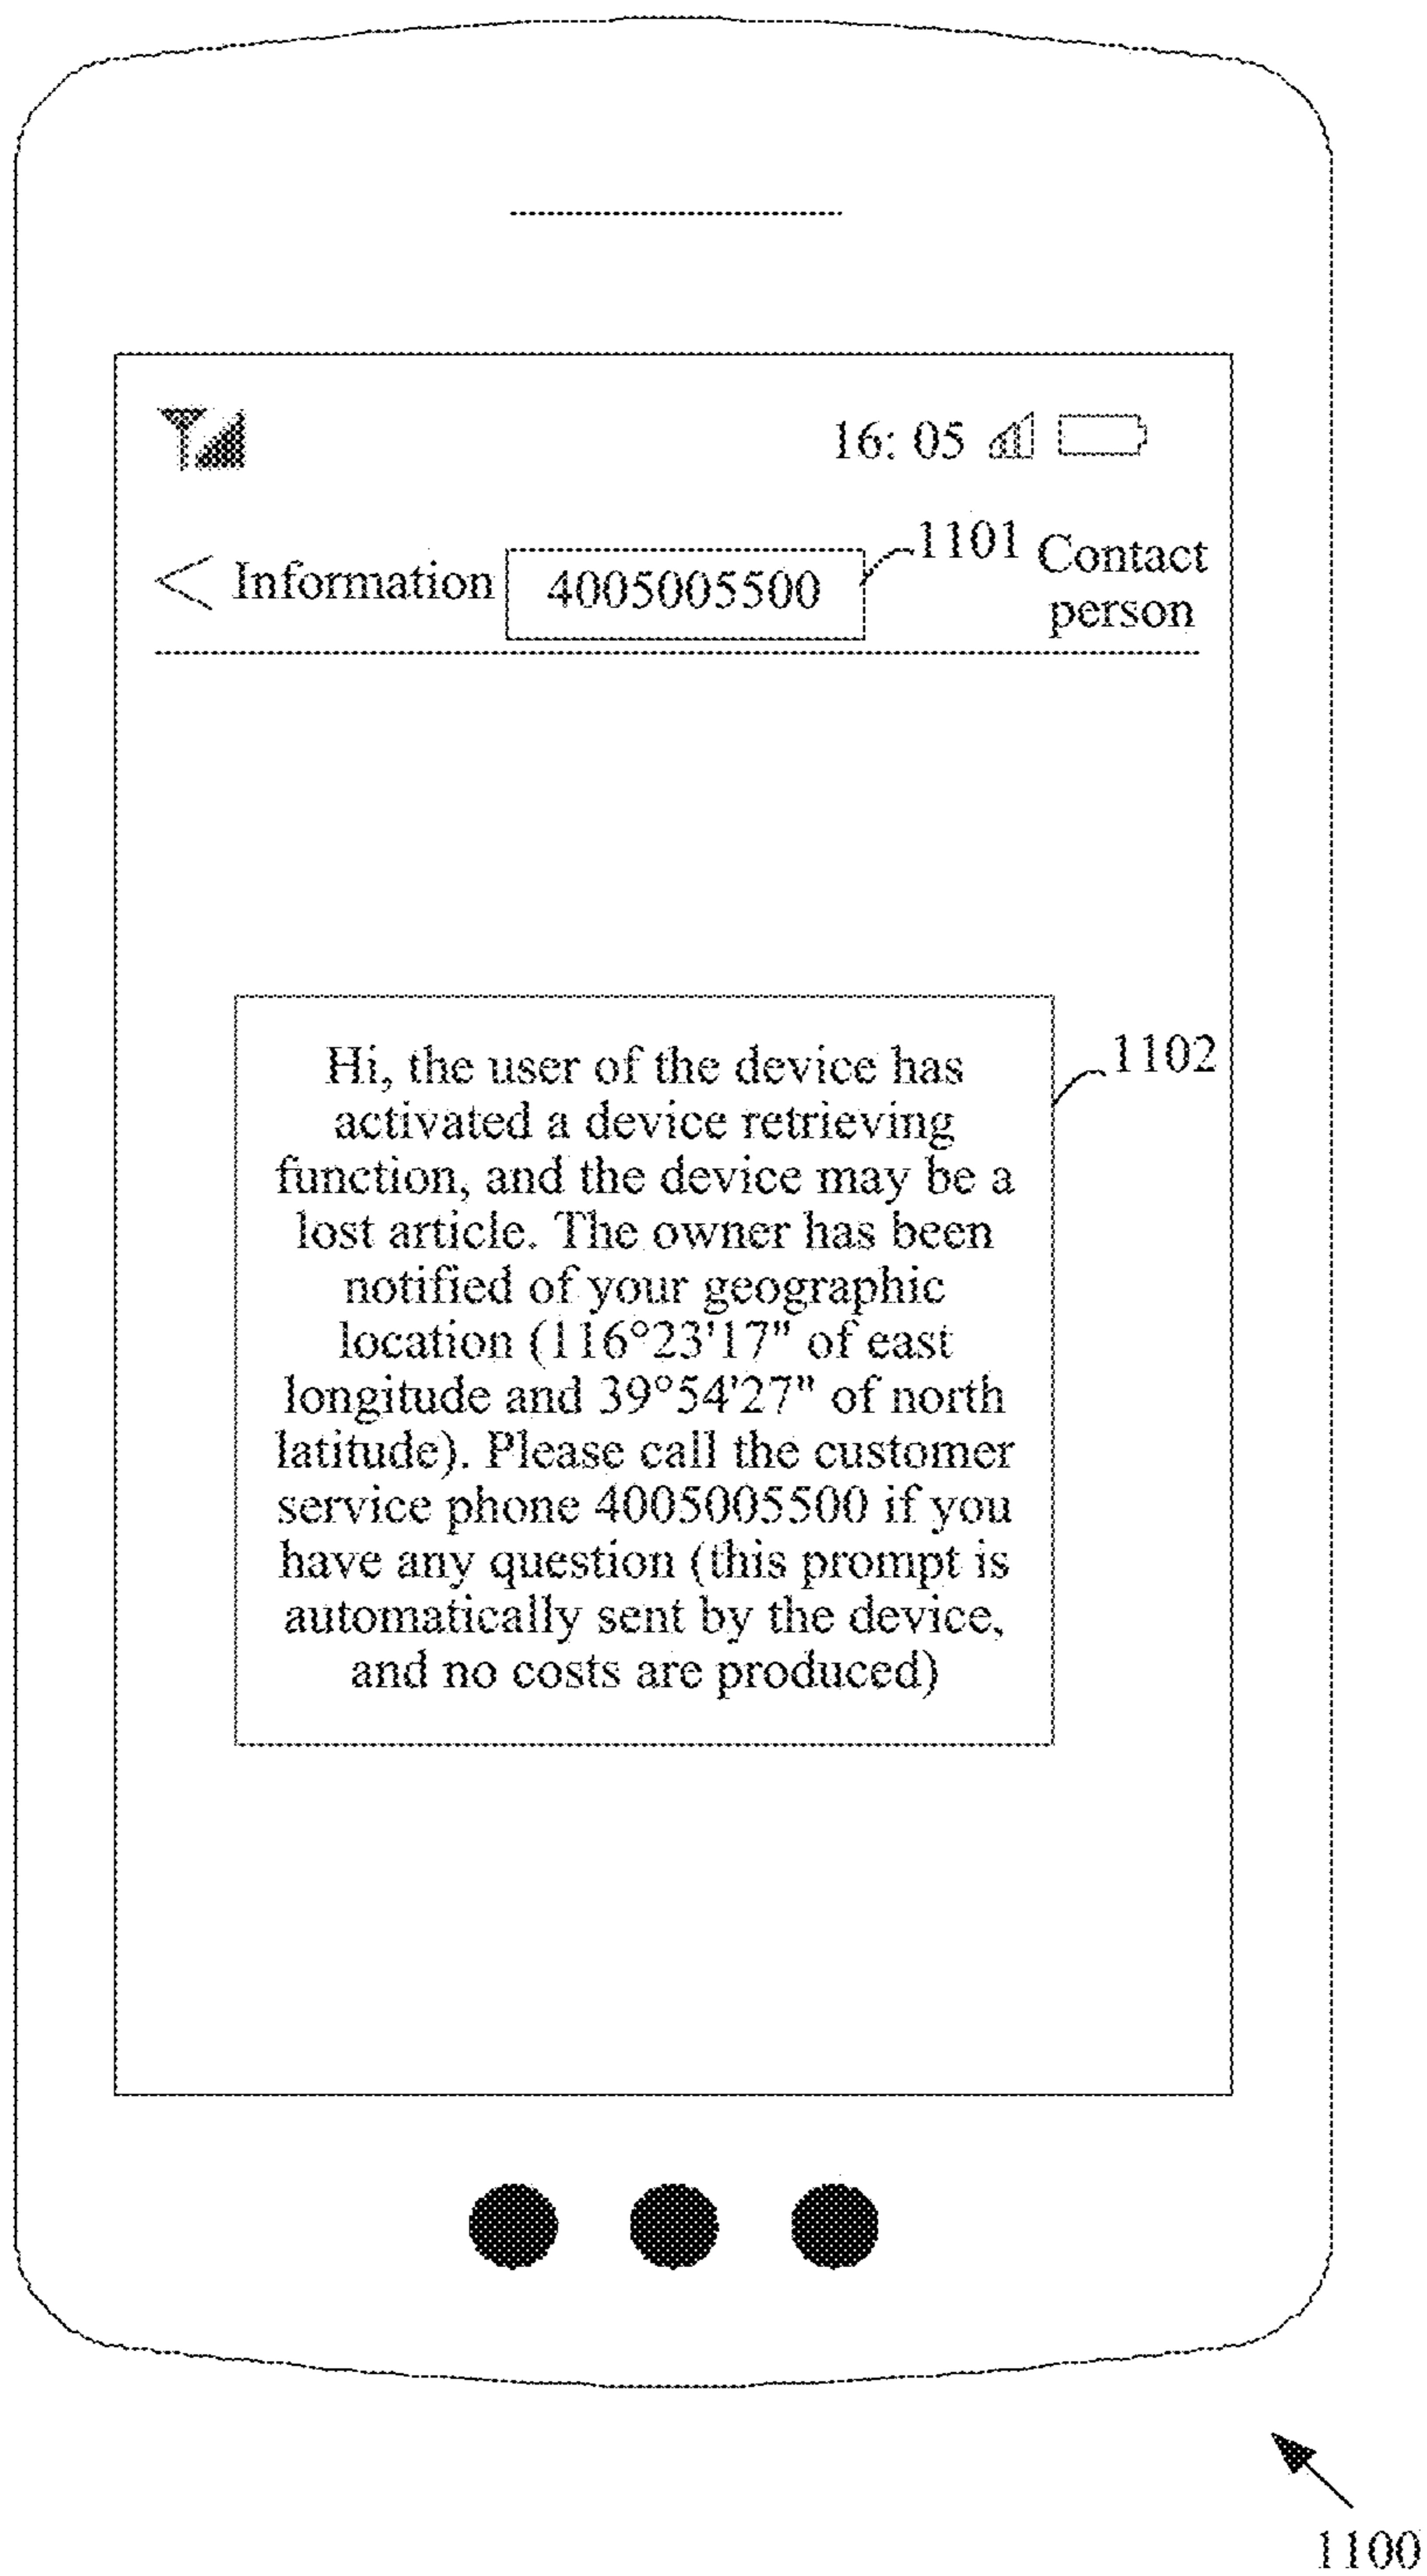 16: 05
< Information 4005005500 1101 Contact
person
Hi, the user of the device has
activated a device retrieving
function, and the device may be a
lost article. The owner has been
notified of your geographic
location (116°23'17" of east
longitude and 39°54'27" of north
latitude). Please call the customer
service phone 4005005500 if you
have any question (this prompt is
automatically sent by the device,
and no costs are produced)
1102
1100